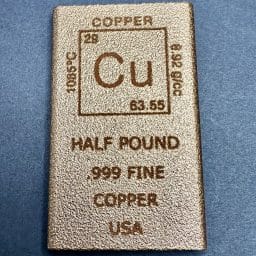 COPPER
29
1085°C
Cu
8.92 g/cc
63.55
HALF POUND
.999 FINE
COPPER
USA